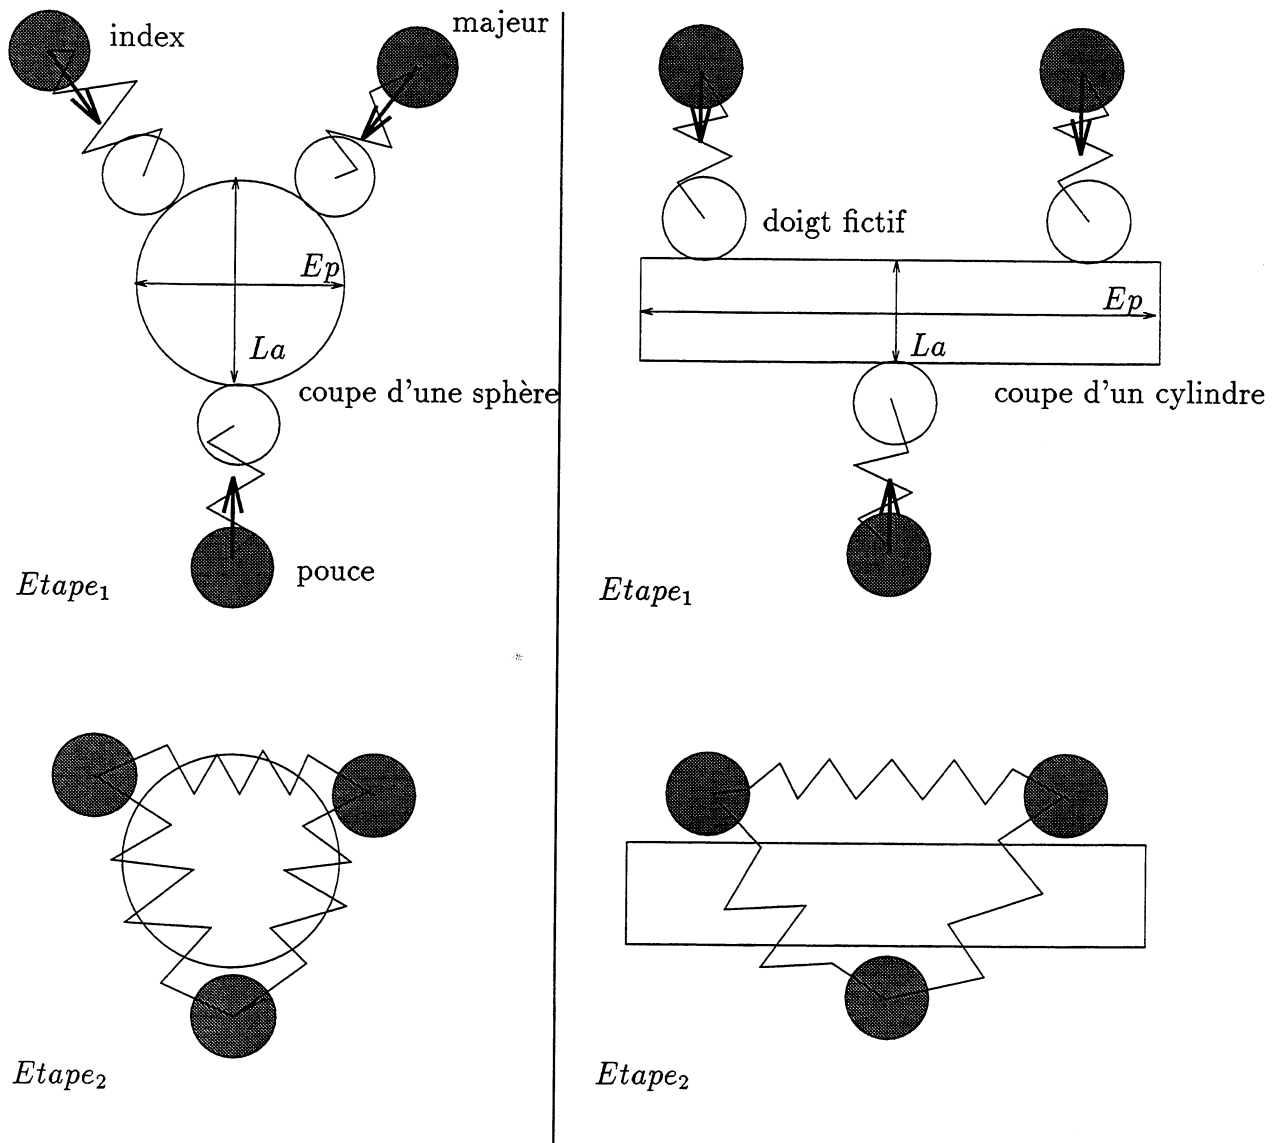 index
majeur
Ep
La
coupe d'une sphère
pouce
Etape1
doigt fictif
Ep
La
coupe d'un cylindre
Etape1
Etape2
Etape2